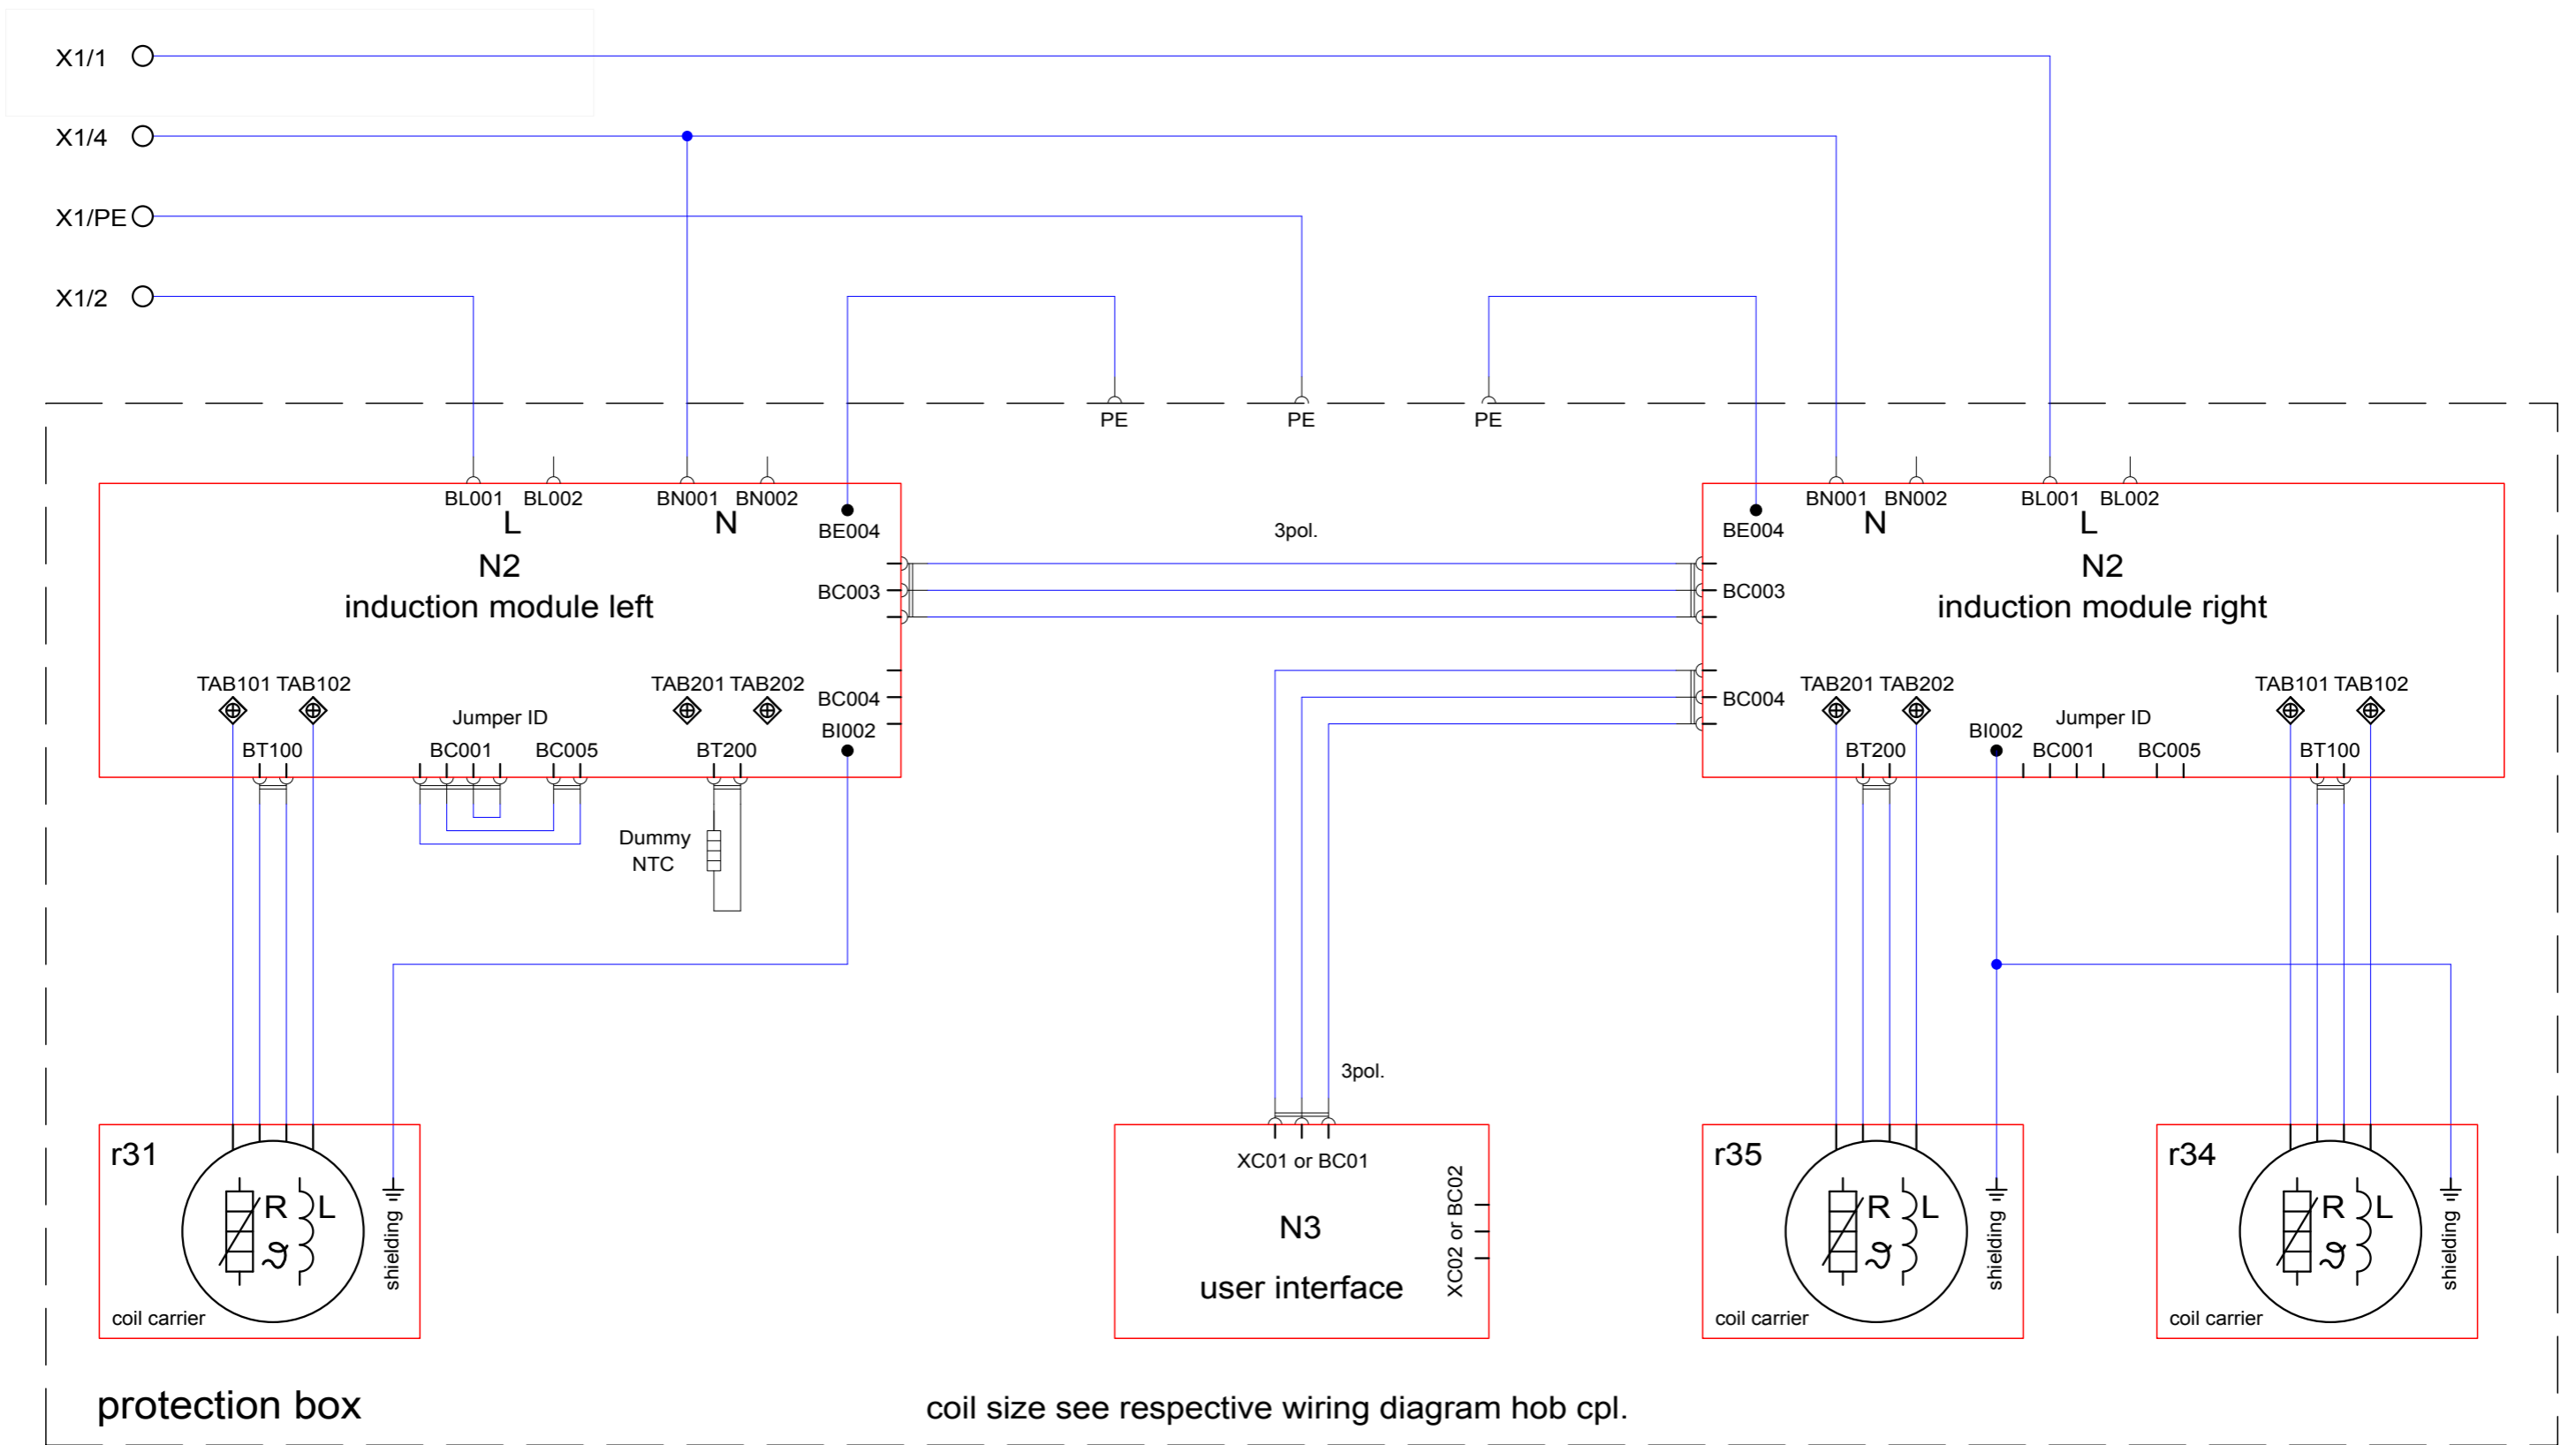 X1/1
X1/4
X1/PE
X1/2
PE PE PE
BL001 BL002 BN001 BN002
L N
BE004
N2
induction module left
BC003
TAB101 TAB102
TAB201 TAB202
BC004
Jumper ID
BI002
BT100 BC001 BC005 BT200
Dummy
NTC
3pol.
BN001 BN002 BL001 BL002
N L
BE004
N2
induction module right
BC003
BC004
TAB201 TAB202
TAB101 TAB102
Jumper ID
BI002
BT200 BC001 BC005 BT100
3pol.
r31
R L
ϑ
shielding
coil carrier
XC01 or BC01
XC02 or BC02
N3
user interface
r35
R L
ϑ
shielding
coil carrier
r34
R L
ϑ
shielding
coil carrier
protection box
coil size see respective wiring diagram hob cpl.